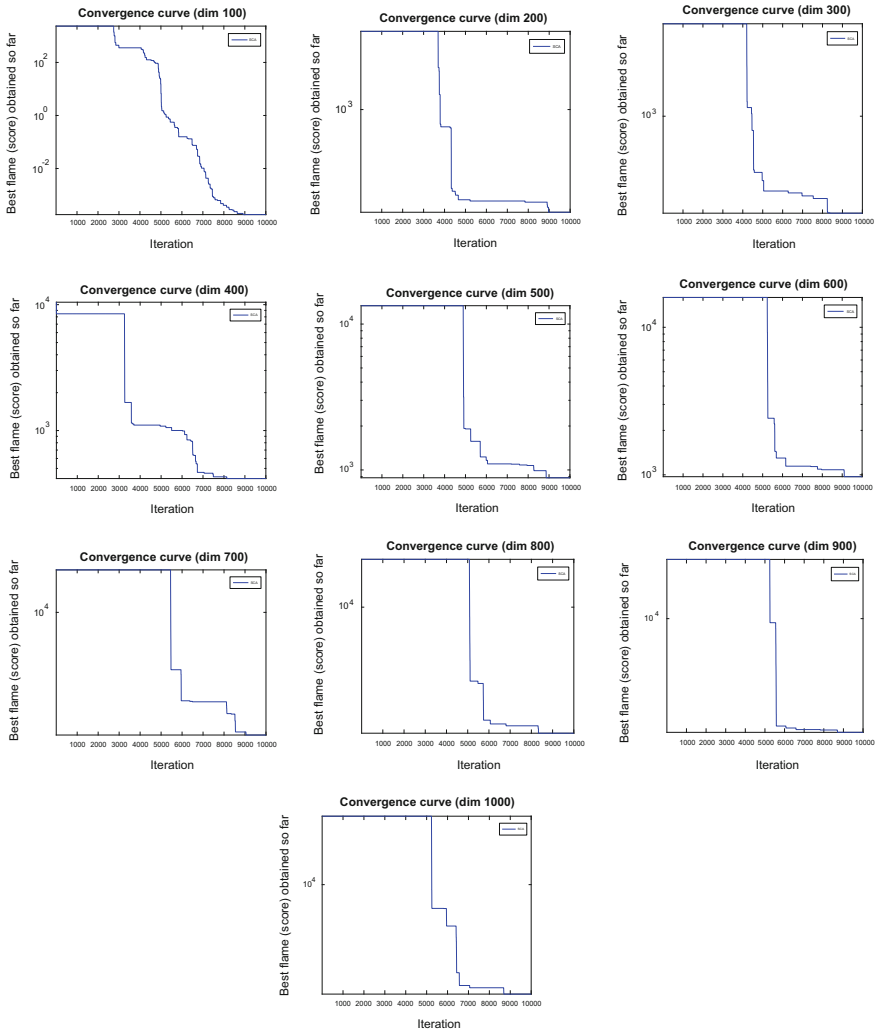 Convergence curve (dim 100)
Best flame (score) obtained so far
10^2
10^0
10^-2
SCA
1000 2000 3000 4000 5000 6000 7000 8000 9000 10000
Iteration
Convergence curve (dim 200)
Best flame (score) obtained so far
10^3
SCA
1000 2000 3000 4000 5000 6000 7000 8000 9000 10000
Iteration
Convergence curve (dim 300)
Best flame (score) obtained so far
10^3
SCA
1000 2000 3000 4000 5000 6000 7000 8000 9000 10000
Iteration
Convergence curve (dim 400)
Best flame (score) obtained so far
10^4
10^3
SCA
1000 2000 3000 4000 5000 6000 7000 8000 9000 10000
Iteration
Convergence curve (dim 500)
Best flame (score) obtained so far
10^4
10^3
SCA
1000 2000 3000 4000 5000 6000 7000 8000 9000 10000
Iteration
Convergence curve (dim 600)
Best flame (score) obtained so far
10^4
10^3
SCA
1000 2000 3000 4000 5000 6000 7000 8000 9000 10000
Iteration
Convergence curve (dim 700)
Best flame (score) obtained so far
10^4
SCA
1000 2000 3000 4000 5000 6000 7000 8000 9000 10000
Iteration
Convergence curve (dim 800)
Best flame (score) obtained so far
10^4
SCA
1000 2000 3000 4000 5000 6000 7000 8000 9000 10000
Iteration
Convergence curve (dim 900)
Best flame (score) obtained so far
10^4
SCA
1000 2000 3000 4000 5000 6000 7000 8000 9000 10000
Iteration
Convergence curve (dim 1000)
Best flame (score) obtained so far
10^4
SCA
1000 2000 3000 4000 5000 6000 7000 8000 9000 10000
Iteration